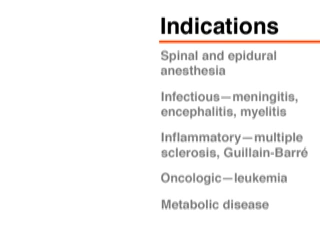 Indications
Spinal and epidural
anesthesia
Infectious—meningitis,
encephalitis, myelitis
Inflammatory—multiple
sclerosis, Guillain-Barré
Oncologic—leukemia
Metabolic disease